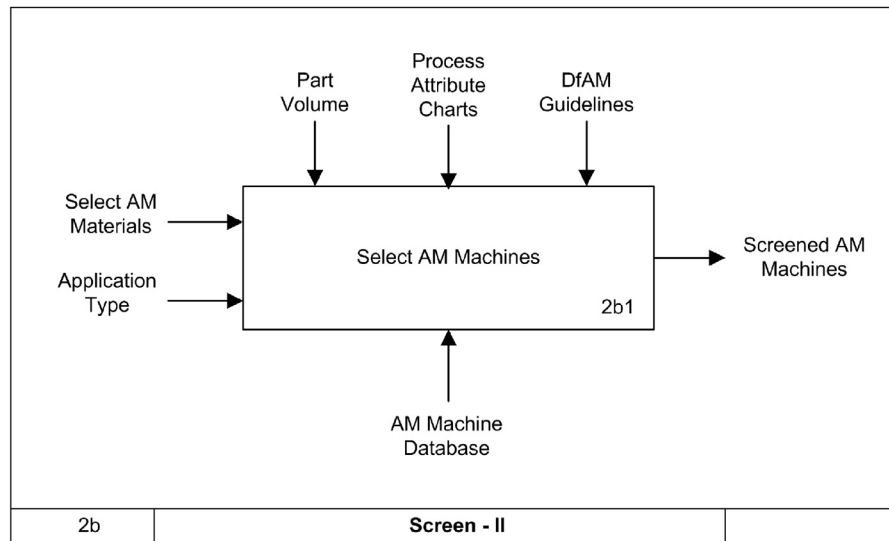 Part
Volume
Process
Attribute
Charts
DfAM
Guidelines
Select AM
Materials
Application
Type
Select AM Machines
2b1
Screened AM
Machines
AM Machine
Database
2b
Screen - II